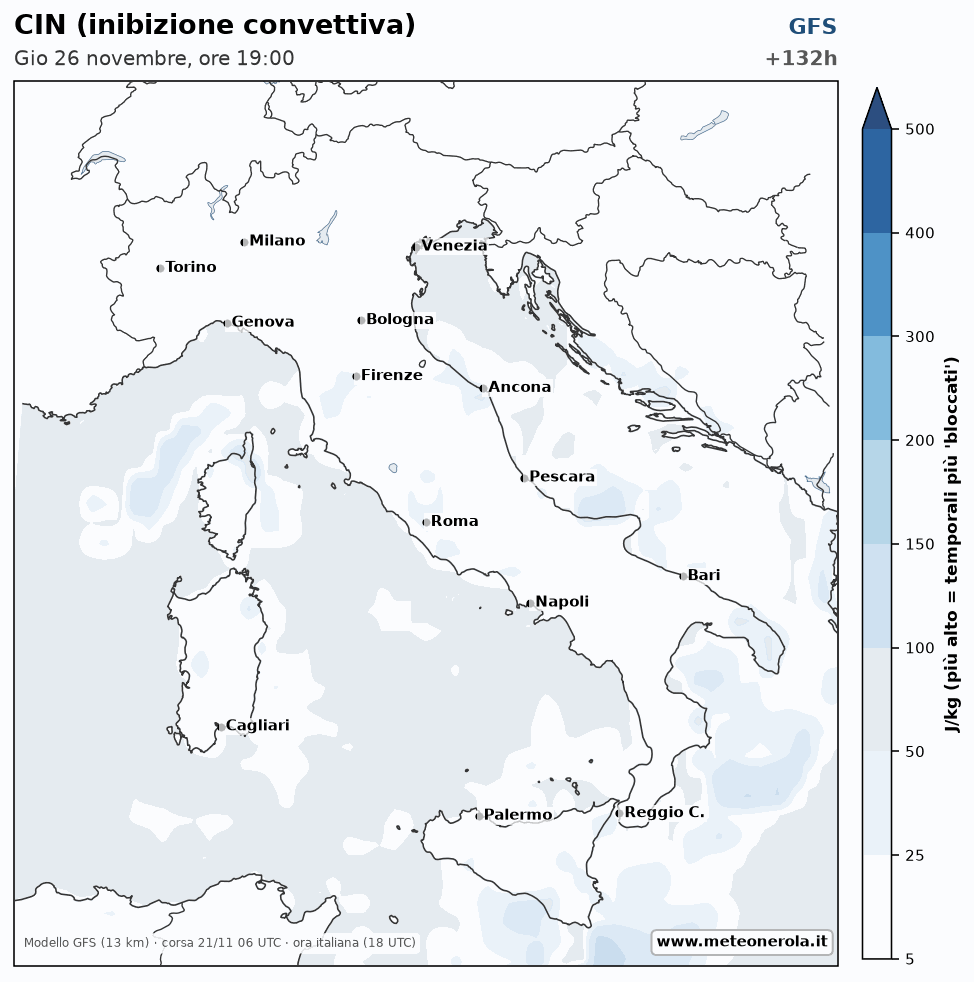 CIN (inibizione convettiva)
GFS
Gio 26 novembre, ore 19:00
+132h
Milano
Venezia
Torino
Genova
Bologna
Firenze
Ancona
Pescara
Roma
Bari
Napoli
Cagliari
Palermo
Reggio C.
500
400
300
200
150
100
50
25
5
J/kg (più alto = temporali più 'bloccati')
Modello GFS (13 km) · corsa 21/11 06 UTC · ora italiana (18 UTC)
www.meteonerola.it